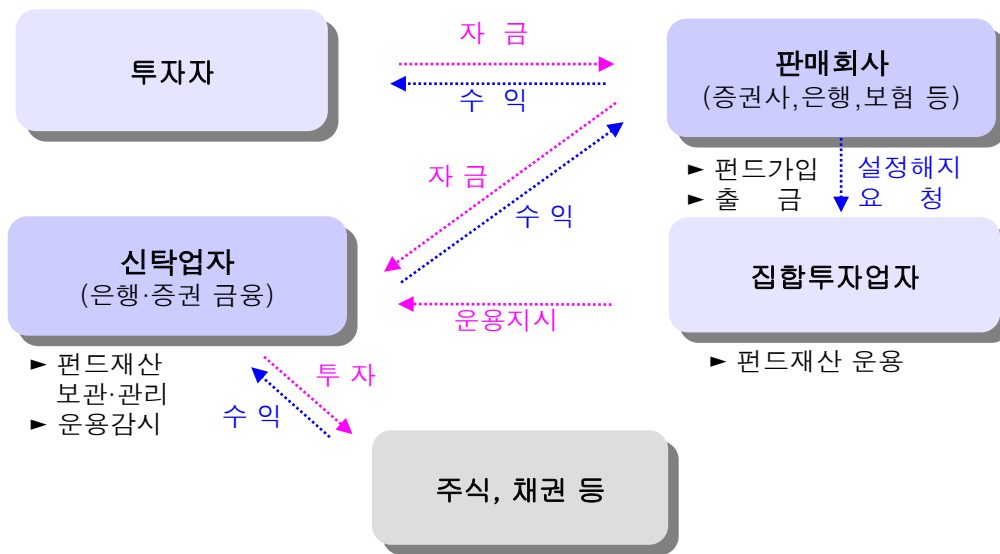 투자자
자 금
수 익
판매회사
(증권사,은행,보험 등)
► 펀드가입
► 출 금
설정해지
요 청
자 금
수 익
신탁업자
(은행·증권 금융)
집합투자업자
운용지시
► 펀드재산 운용
► 펀드재산
보관·관리
► 운용감시
투 자
수 익
주식, 채권 등